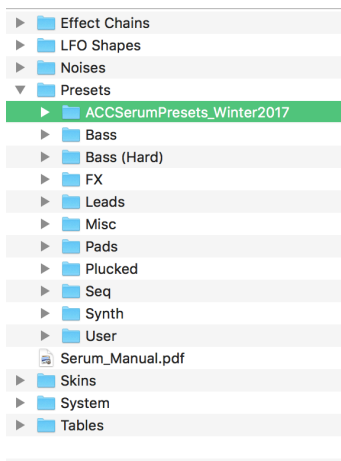 Effect Chains
LFO Shapes
Noises
Presets
ACCSerumPresets_Winter2017
Bass
Bass (Hard)
FX
Leads
Misc
Pads
Plucked
Seq
Synth
User
Serum_Manual.pdf
Skins
System
Tables